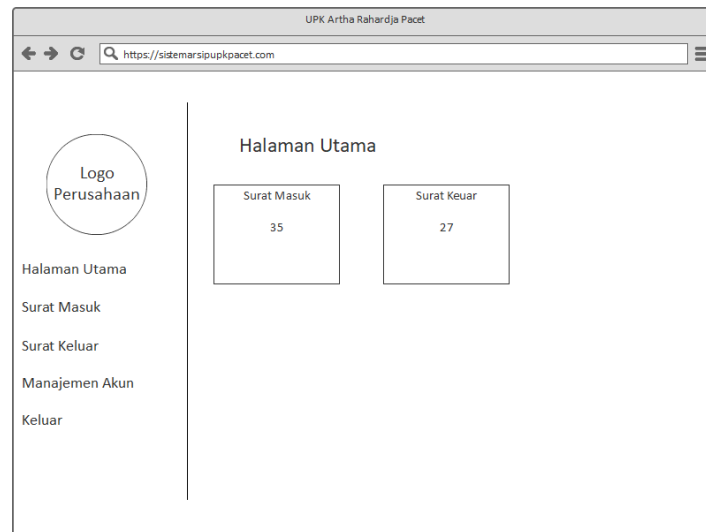 UPK Artha Rahardja Pacet
https://sistemarsipupkpacet.com
Logo
Perusahaan
Halaman Utama
Surat Masuk
Surat Keluar
Manajemen Akun
Keluar
Halaman Utama
Surat Masuk
35
Surat Keuar
27